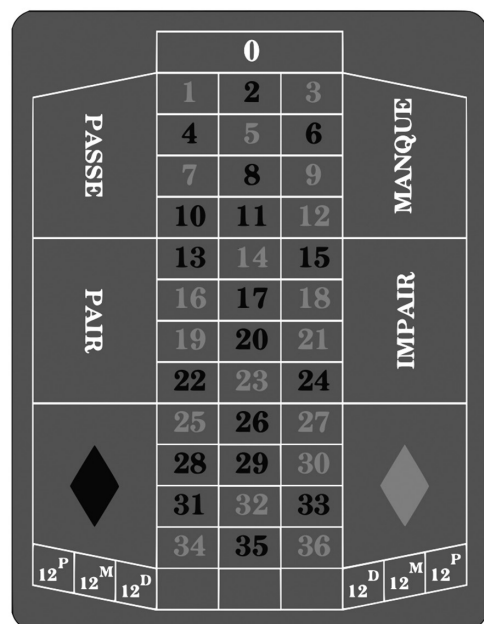 0
1 2 3
4 5 6
7 8 9
10 11 12
13 14 15
16 17 18
19 20 21
22 23 24
25 26 27
28 29 30
31 32 33
34 35 36
PASSE
MANQUE
PAIR
IMPAIR
12P 12M 12D
12D 12M 12P